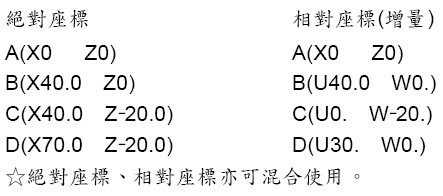 絕對座標 相對座標(增量)
A(X0 Z0) A(X0 Z0)
B(X40.0 Z0) B(U40.0 W0.)
C(X40.0 Z-20.0) C(U0. W-20.)
D(X70.0 Z-20.0) D(U30. W0.)
☆絕對座標、相對座標亦可混合使用。